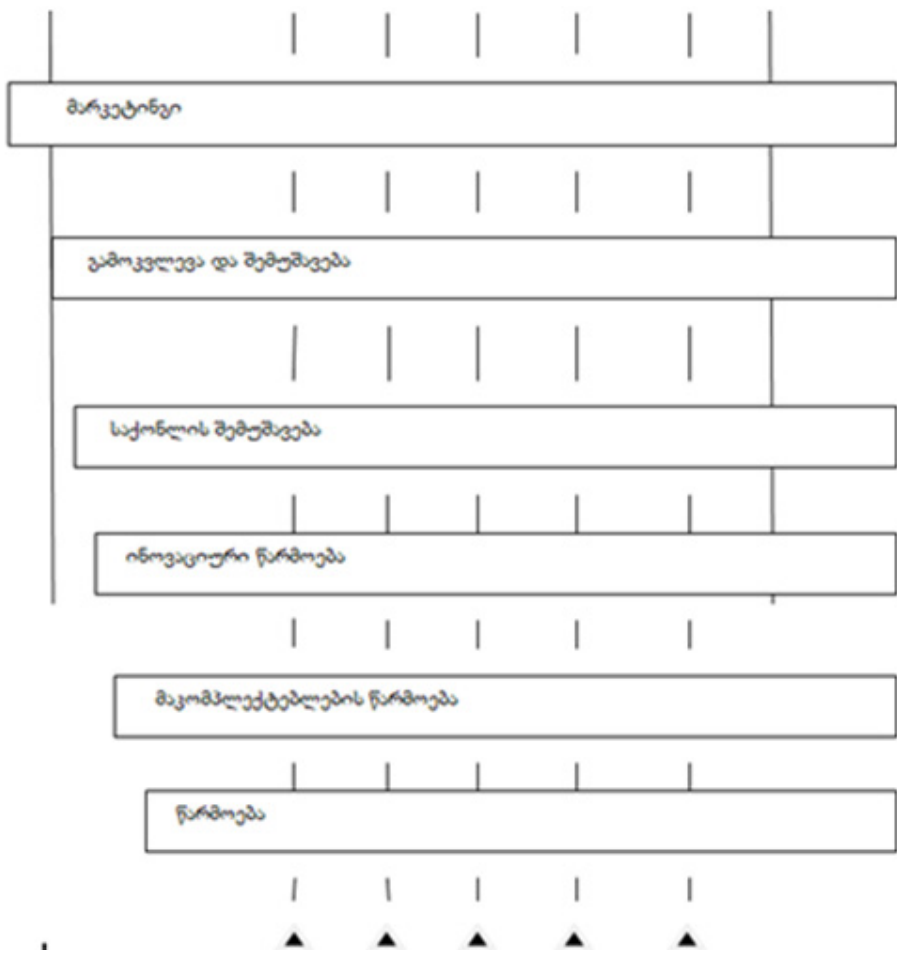 მარკეტინგი
გამოკვლევა და შემუშავება
საქონლის შემუშავება
ინოვაციური წარმოება
მაკომპლექტებლების წარმოება
წარმოება